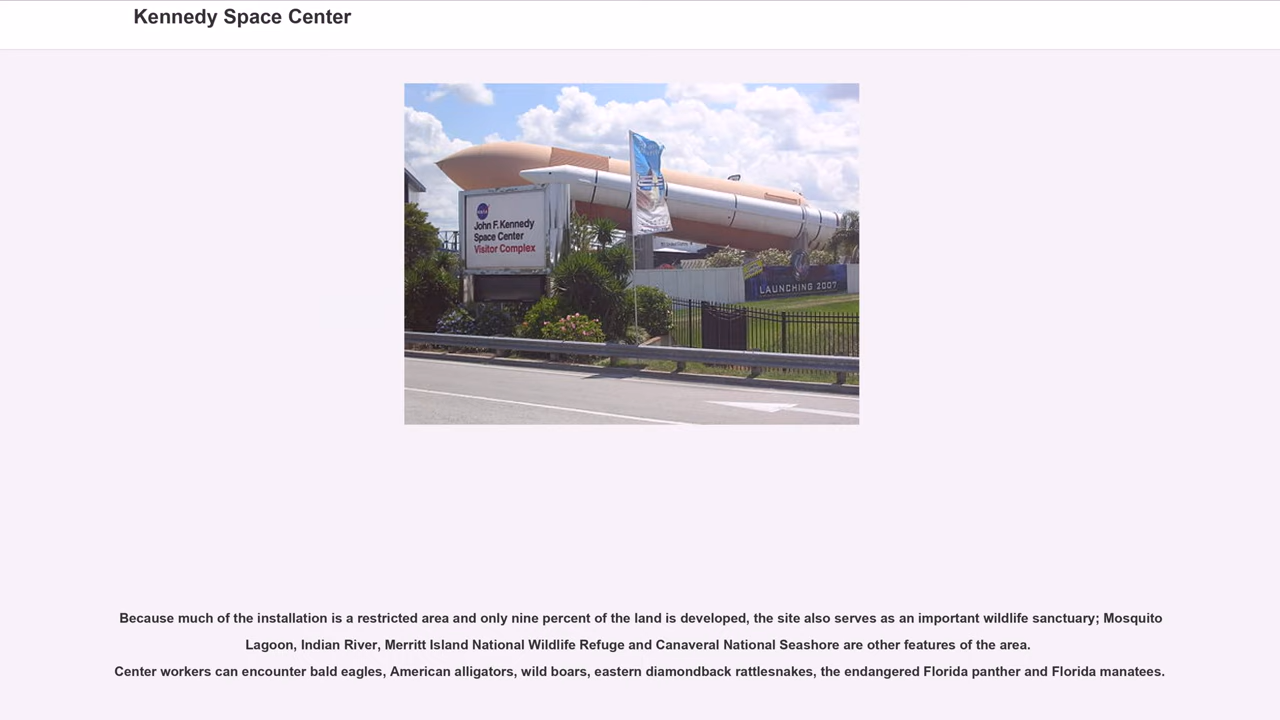 Kennedy Space Center
NASA
John F. Kennedy
Space Center
Visitor Complex
LAUNCHING 2007
Because much of the installation is a restricted area and only nine percent of the land is developed, the site also serves as an important wildlife sanctuary; Mosquito
Lagoon, Indian River, Merritt Island National Wildlife Refuge and Canaveral National Seashore are other features of the area.
Center workers can encounter bald eagles, American alligators, wild boars, eastern diamondback rattlesnakes, the endangered Florida panther and Florida manatees.